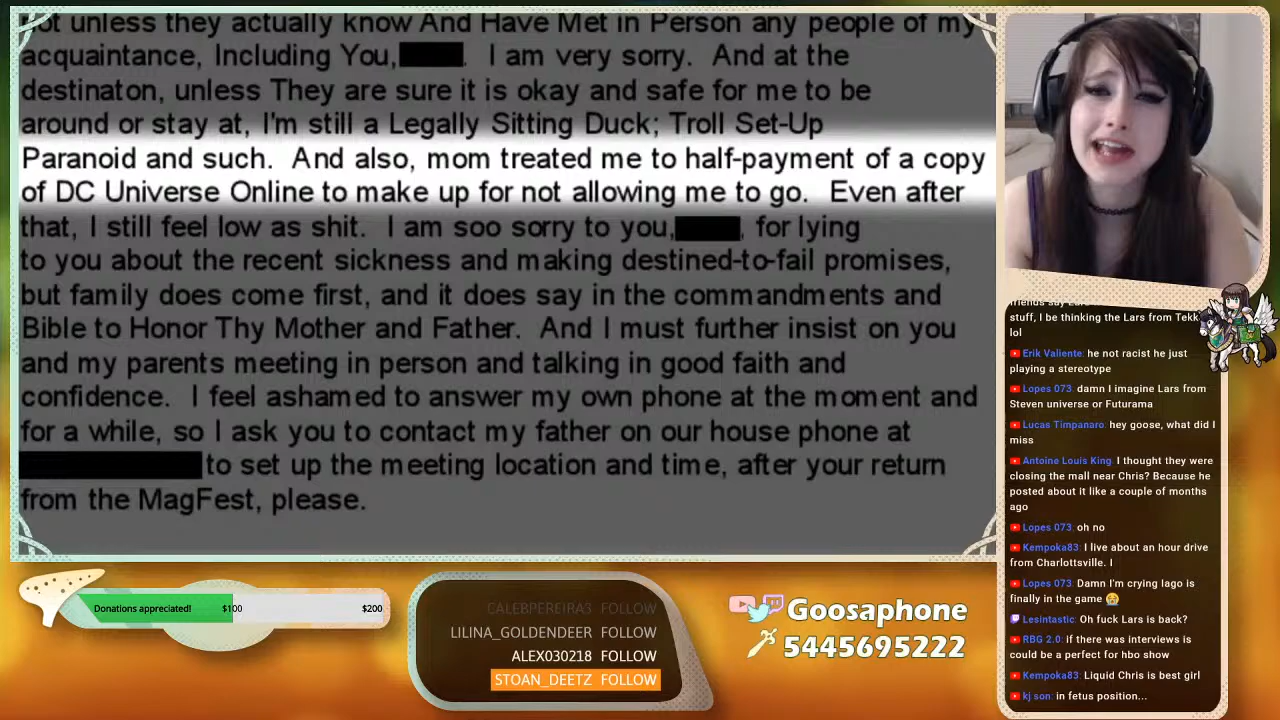 not unless they actually know And Have Met in Person any people of my
acquaintance, Including You, . I am very sorry. And at the
destinaton, unless They are sure it is okay and safe for me to be
around or stay at, I'm still a Legally Sitting Duck; Troll Set-Up
Paranoid and such. And also, mom treated me to half-payment of a copy
of DC Universe Online to make up for not allowing me to go. Even after
that, I still feel low as shit. I am soo sorry to you, , for lying
to you about the recent sickness and making destined-to-fail promises,
but family does come first, and it does say in the commandments and
Bible to Honor Thy Mother and Father. And I must further insist on you
and my parents meeting in person and talking in good faith and
confidence. I feel ashamed to answer my own phone at the moment and
for a while, so I ask you to contact my father on our house phone at
to set up the meeting location and time, after your return
from the MagFest, please.
stuff, I be thinking the Lars from Tekk
lol
Erik Valiente: he not racist he just
playing a stereotype
Lopes 073: damn I imagine Lars from
Steven universe or Futurama
Lucas Timpanaro: hey goose, what did I
miss
Antoine Louis King: I thought they were
closing the mall near Chris? Because he
posted about it like a couple of months
ago
Lopes 073: oh no
Kempoka83: I live about an hour drive
from Charlottsville. I
Lopes 073: Damn I'm crying Iago is
finally in the game 😭
Lesintastic: Oh fuck Lars is back?
RBG 2.0: if there was interviews is
could be a perfect for hbo show
Kempoka83: Liquid Chris is best girl
kj son: in fetus position...
Donations appreciated! $100 $200
CALEBPEREIRA3 FOLLOW
LILINA_GOLDENDEER FOLLOW
ALEX030218 FOLLOW
STOAN_DEETZ FOLLOW
Goosaphone
5445695222